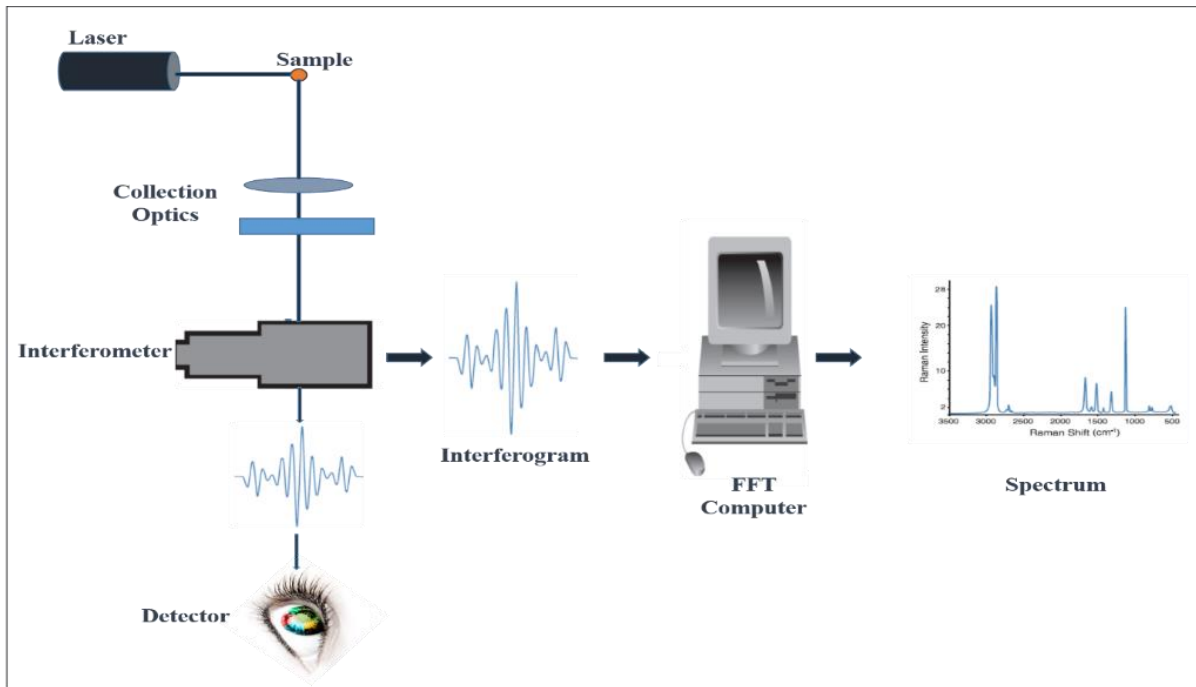 Laser
Sample
Collection
Optics
Interferometer
Interferogram
FFT
Computer
Detector
Raman Intensity
28
20
10
2
3500 3000 2500 2000 1500 1000 600
Raman Shift (cm⁻¹)
Spectrum